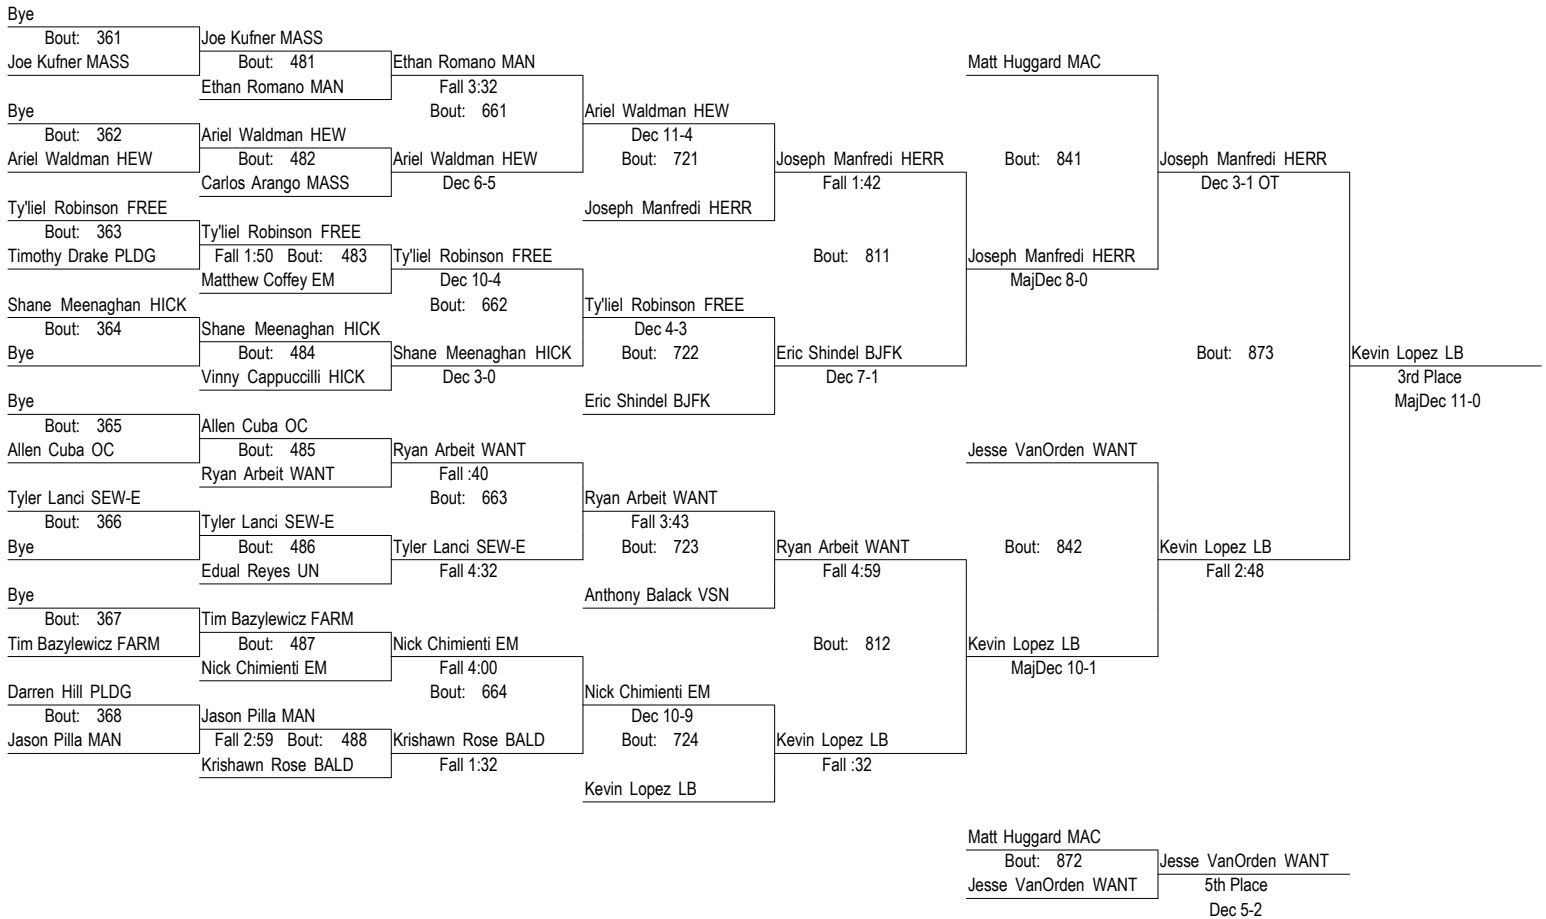 Bye
Bout: 361
Joe Kufner MASS
Bye
Bout: 362
Ariel Waldman HEW
Ty'liel Robinson FREE
Bout: 363
Timothy Drake PLDG
Shane Meenaghan HICK
Bout: 364
Bye
Bye
Bout: 365
Allen Cuba OC
Tyler Lanci SEW-E
Bout: 366
Bye
Bye
Bout: 367
Tim Bazylewicz FARM
Darren Hill PLDG
Bout: 368
Jason Pilla MAN
Joe Kufner MASS
Bout: 481
Ethan Romano MAN
Ariel Waldman HEW
Bout: 482
Carlos Arango MASS
Ty'liel Robinson FREE
Fall 1:50 Bout: 483
Matthew Coffey EM
Shane Meenaghan HICK
Bout: 484
Vinny Cappuccilli HICK
Allen Cuba OC
Bout: 485
Ryan Arbeit WANT
Tyler Lanci SEW-E
Bout: 486
Edual Reyes UN
Tim Bazylewicz FARM
Bout: 487
Nick Chimienti EM
Jason Pilla MAN
Fall 2:59 Bout: 488
Krishawn Rose BALD
Ethan Romano MAN
Fall 3:32
Bout: 661
Ariel Waldman HEW
Dec 6-5
Ty'liel Robinson FREE
Dec 10-4
Bout: 662
Shane Meenaghan HICK
Dec 3-0
Ryan Arbeit WANT
Fall :40
Bout: 663
Tyler Lanci SEW-E
Fall 4:32
Nick Chimienti EM
Fall 4:00
Bout: 664
Krishawn Rose BALD
Fall 1:32
Ariel Waldman HEW
Dec 11-4
Bout: 721
Joseph Manfredi HERR
Ty'liel Robinson FREE
Dec 4-3
Bout: 722
Eric Shindel BJFK
Ryan Arbeit WANT
Fall 3:43
Bout: 723
Anthony Balack VSN
Nick Chimienti EM
Dec 10-9
Bout: 724
Kevin Lopez LB
Joseph Manfredi HERR
Fall 1:42
Bout: 811
Eric Shindel BJFK
Dec 7-1
Ryan Arbeit WANT
Fall 4:59
Bout: 812
Kevin Lopez LB
Fall :32
Matt Huggard MAC
Bout: 841
Joseph Manfredi HERR
MajDec 8-0
Jesse VanOrden WANT
Bout: 842
Kevin Lopez LB
MajDec 10-1
Joseph Manfredi HERR
Dec 3-1 OT
Bout: 873
Kevin Lopez LB
Fall 2:48
Kevin Lopez LB
3rd Place
MajDec 11-0
Matt Huggard MAC
Bout: 872
Jesse VanOrden WANT
Jesse VanOrden WANT
5th Place
Dec 5-2